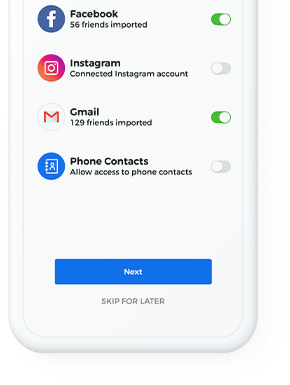 Facebook
56 friends imported
Instagram
Connected Instagram account
Gmail
129 friends imported
Phone Contacts
Allow access to phone contacts
Next
SKIP FOR LATER